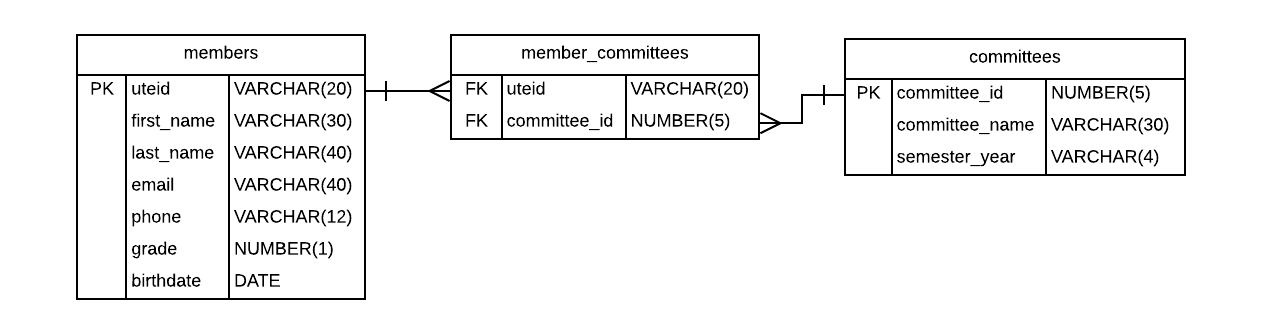 members
PK uteid VARCHAR(20)
first_name VARCHAR(30)
last_name VARCHAR(40)
email VARCHAR(40)
phone VARCHAR(12)
grade NUMBER(1)
birthdate DATE
member_committees
FK uteid VARCHAR(20)
FK committee_id NUMBER(5)
committees
PK committee_id NUMBER(5)
committee_name VARCHAR(30)
semester_year VARCHAR(4)